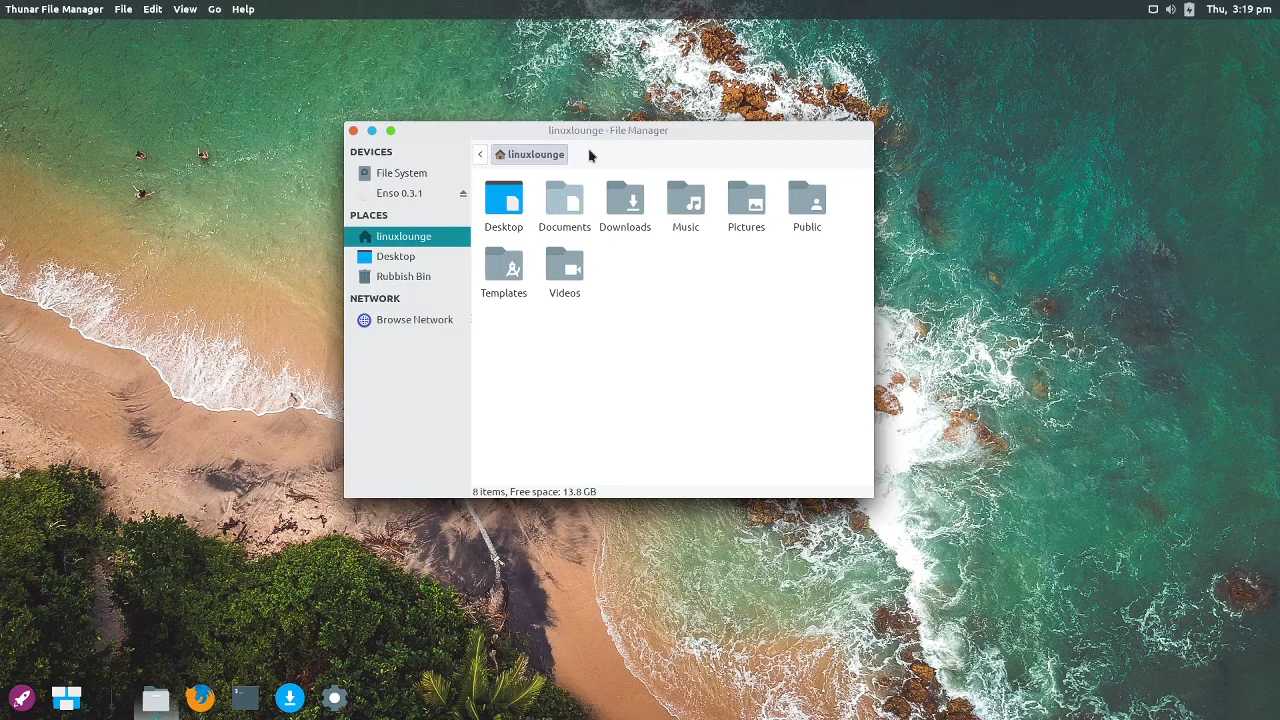 Thunar File Manager File Edit View Go Help Thu, 3:19 pm
linuxlounge - File Manager
DEVICES
File System
Enso 0.3.1
PLACES
linuxlounge
Desktop
Rubbish Bin
NETWORK
Browse Network
linuxlounge
Desktop Documents Downloads Music Pictures Public
Templates Videos
8 items, Free space: 13.8 GB